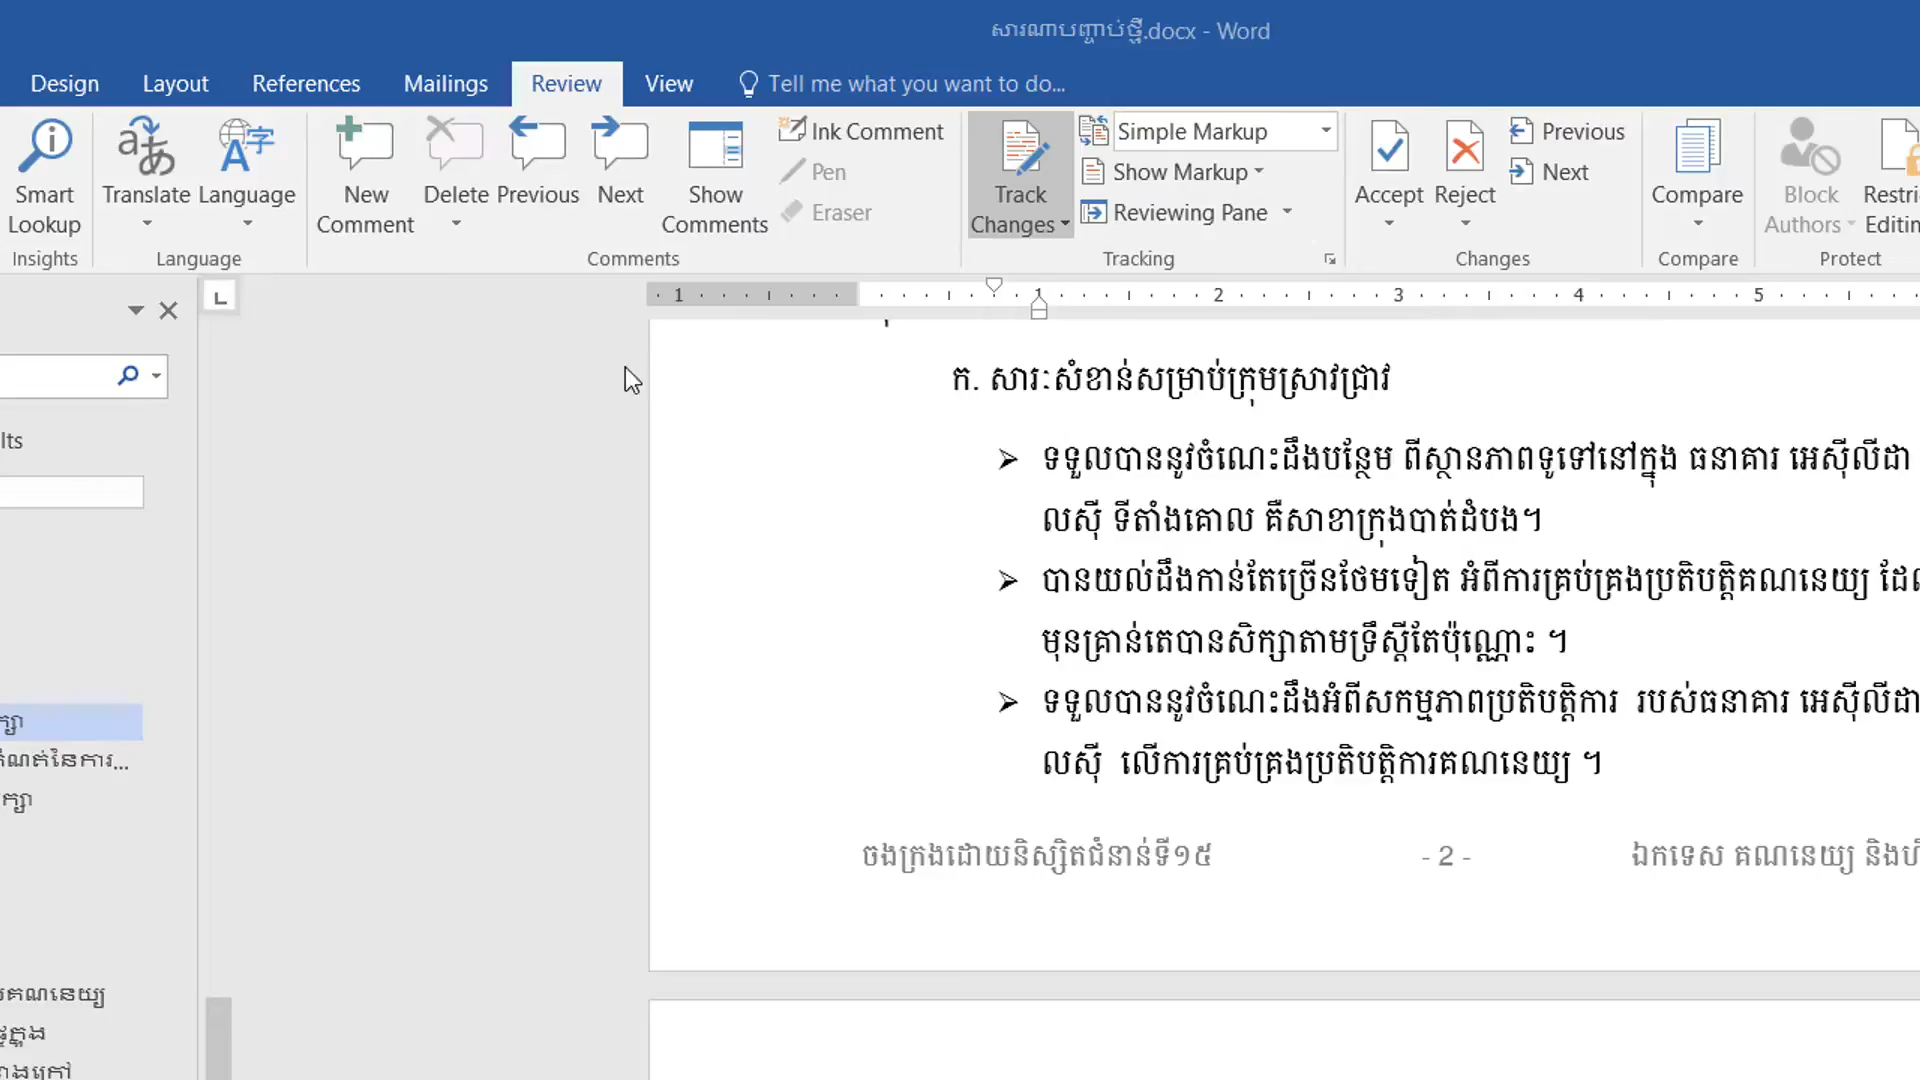 សារណាបញ្ចាប់ថ្មី.docx - Word
Design Layout References Mailings Review View Tell me what you want to do...
Smart Lookup
Insights
Translate Language
Language
New Comment Delete Previous Next Show Comments
Ink Comment
Pen
Eraser
Comments
Track Changes
Simple Markup
Show Markup
Reviewing Pane
Tracking
Accept Reject
Previous
Next
Changes
Compare
Compare
Block Authors
Protect
1 1 2 3 4 5
ក. សារៈសំខាន់សម្រាប់ក្រុមស្រាវជ្រាវ
➢ ទទួលបាននូវចំណេះដឹងបន្ថែម ពីស្ថានភាពទូទៅនៅក្នុង ធនាគារ អេស៊ីលីដា
លស៊ី ទីតាំងគោល គឺសាខាក្រុងបាត់ដំបង។
➢ បានយល់ដឹងកាន់តែច្រើនថែមទៀត អំពីការគ្រប់គ្រងប្រតិបត្តិគណនេយ្យ
មុនគ្រាន់តេបានសិក្សាតាមទ្រឹស្តីតែប៉ុណ្ណោះ ។
➢ ទទួលបាននូវចំណេះដឹងអំពីសកម្មភាពប្រតិបត្តិការ របស់ធនាគារ អេស៊ីលីដា
លស៊ី លើការគ្រប់គ្រងប្រតិបត្តិការគណនេយ្យ ។
ចងក្រងដោយនិស្សិតជំនាន់ទី១៥ - 2 - ឯកទេស គណនេយ្យ